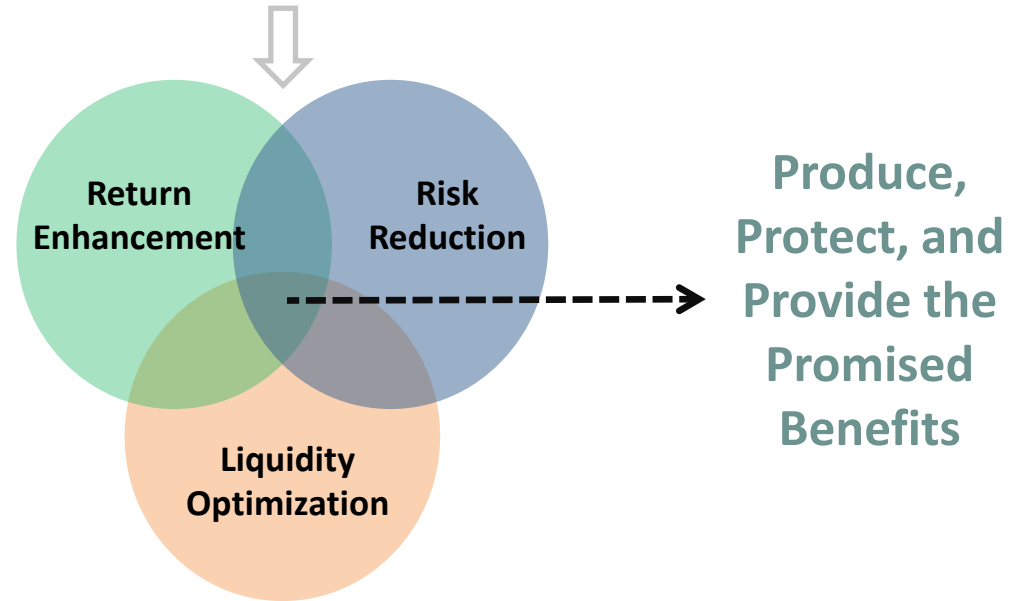 Return
Enhancement
Risk
Reduction
Liquidity
Optimization
Produce,
Protect, and
Provide the
Promised
Benefits